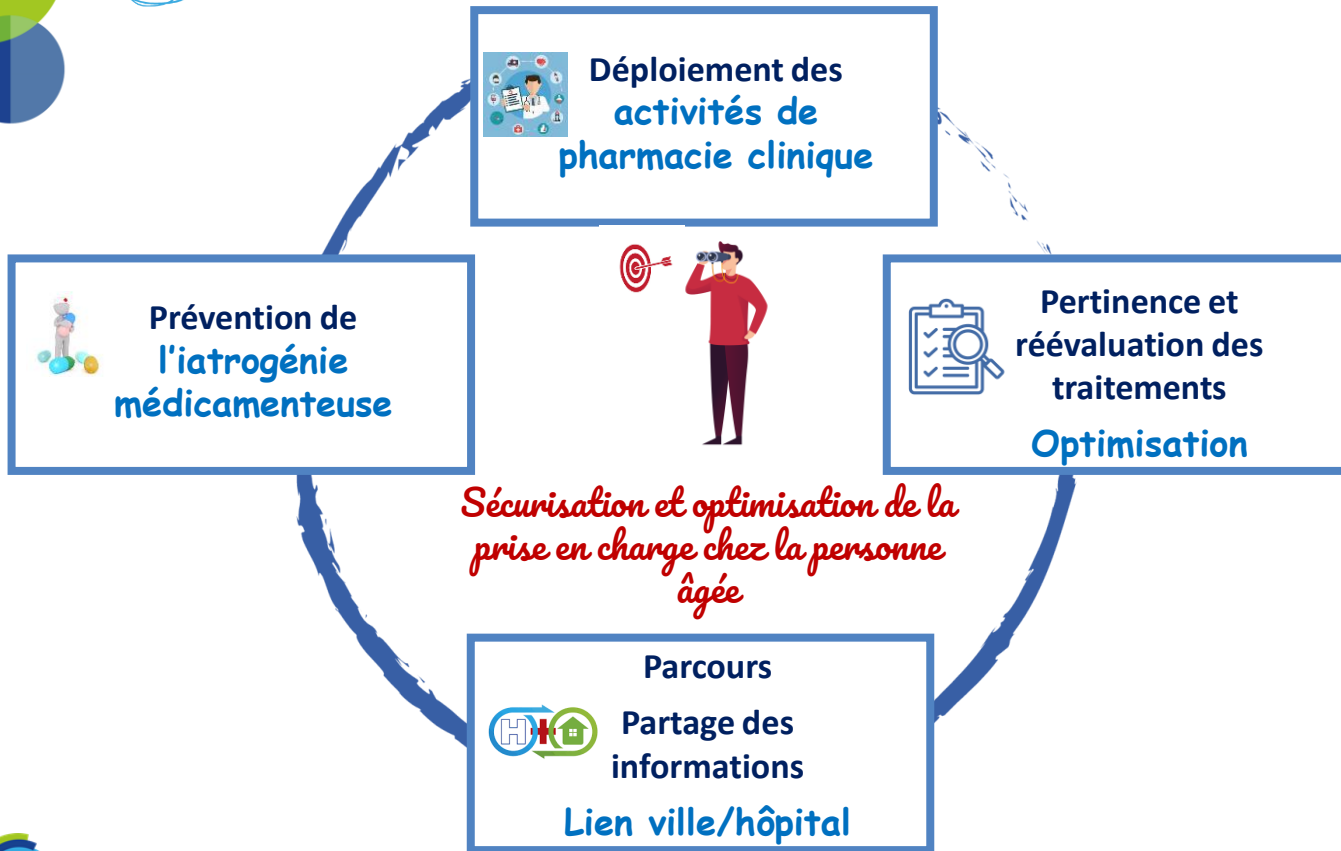 Déploiement des
activités de
pharmacie clinique
Prévention de
l'iatrogénie
médicamenteuse
Pertinence et
réévaluation des
traitements
Optimisation
Sécurisation et optimisation de la
prise en charge chez la personne
âgée
Parcours
H
Partage des
informations
Lien ville/hôpital